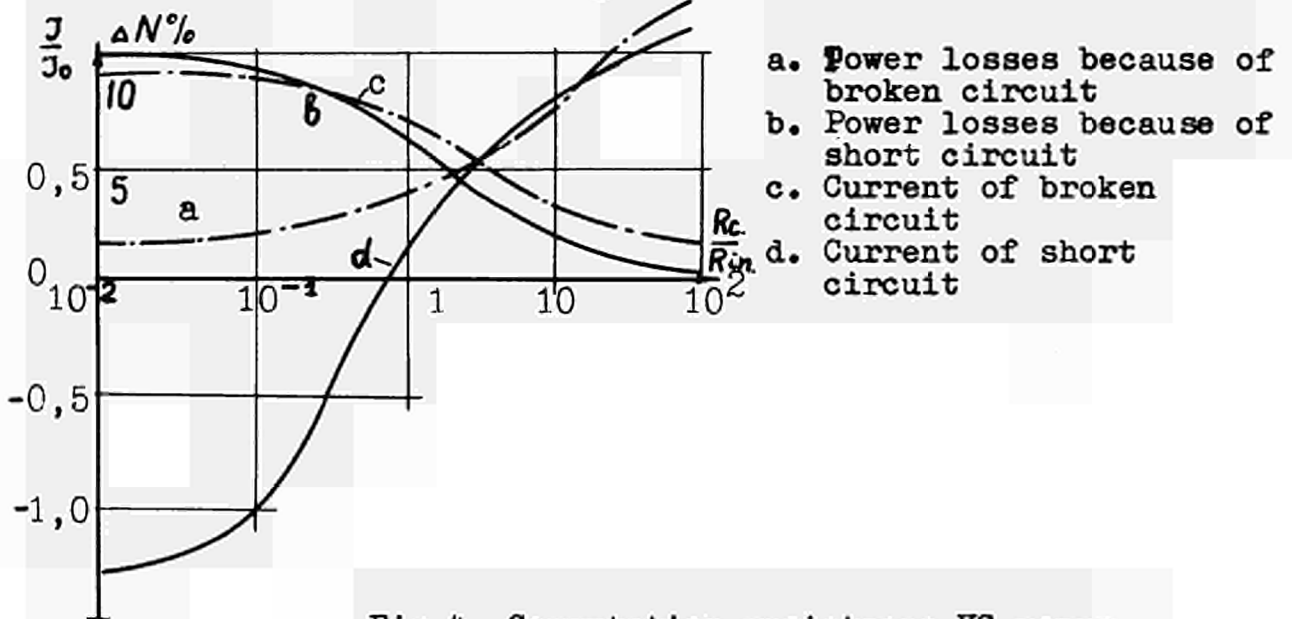 J/J₀ ΔN%
10
0,5
5
0
-0,5
-1,0
10⁻² 10⁻¹ 1 10 10²
Rc./Rin.
a
b
c
d
a. Power losses because of
broken circuit
b. Power losses because of
short circuit
c. Current of broken
circuit
d. Current of short
circuit